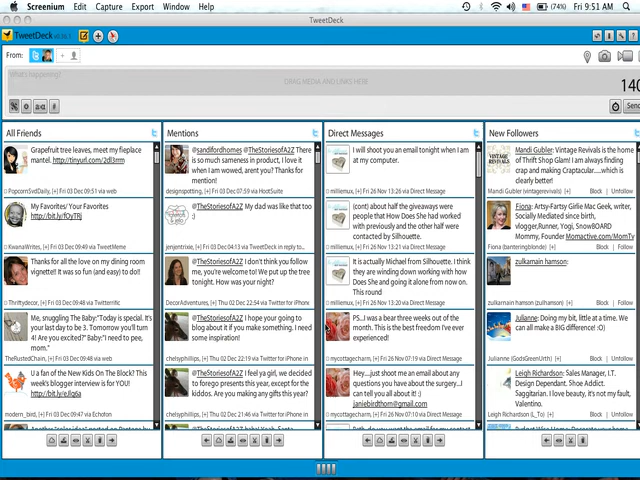 Screenium Edit Capture Export Window Help (74%) Fri 9:51 AM
TweetDeck
TweetDeck
From:
What's happening?
DRAG MEDIA AND LINKS HERE
140
Send
All Friends
Grapefruit tree leaves, meet my fieplace
mantel. http://tinyurl.com/2dl3rrm
PopcornSvdDaily, [+] Fri 03 Dec 09:51 via web
My Favorites/ Your Favorites
http://bit.ly/fOyTRj
KwanaWrites, [+] Fri 03 Dec 09:49 via TweetMeme
Thanks for all the love on my dining room
vignette!! It was so fun (and easy) to do!!
Thriftydecor, [+] Fri 03 Dec 09:48 via Twitterrific
Me, snuggling The Baby:"Today is special. It's
your last day to be 3. Tomorrow you'll turn
4! Are you excited?" Baby:"I need to pee,
mom."
TheRustedChain, [+] Fri 03 Dec 09:48 via web
U a fan of the New Kids On The Block? This
week's blogger interview is for YOU!
http://bit.ly/eJlq6a
modern_bird, [+] Fri 03 Dec 09:47 via Echofon
Mentions
@sandifordhomes @TheStoriesofA2Z There
is so much sameness in product, I love it
when I wowed, arent you? Thanks for
mention!
designspotting, [+] Fri 03 Dec 07:59 via HootSuite
@TheStoriesofA2Z My dad was like that too
:)
jenjentrixie, [+] Fri 03 Dec 04:13 via TweetDeck in reply to...
@TheStoriesofA2Z I don't think you follow
me, you're welcome to! We put up the tree
tonight. How was your night?
DecorAdventures, [+] Thu 02 Dec 22:54 via Twitter for iPhone
@TheStoriesofA2Z I hope your going to
blog about it if you make something. I need
some inspiration!
chelsyphillips, [+] Thu 02 Dec 22:19 via Twitter for iPhone in
@TheStoriesofA2Z I feel ya girl, we decided
to forego presents this year, except for the
kiddos. Are you making any gifts this year?
chelsyphillips, [+] Thu 02 Dec 21:46 via Twitter for iPhone in
Direct Messages
I will shoot you an email tonight when I am
at my computer.
milliemux, [+] Fri 26 Nov 13:26 via Direct Message
(cont) about half the giveaways were
people that How Does She had worked
with previously and the other half were
contacted by Silhouette.
milliemux, [+] Fri 26 Nov 13:21 via Direct Message
It is actually Michael from Silhouette. I think
they are winding down working with how
Does She and going it alone from now on.
This round
milliemux, [+] Fri 26 Nov 13:20 via Direct Message
PS...I was a bear three weeks out of the
month. This is the best freedom I've ever
experienced!
mycottagecharm, [+] Fri 26 Nov 07:19 via Direct Message
Hey....just shoot me an email about any
questions you have about the surgery...I
can tell you all about it! :)
janiebirdthorn@gmail.com
mycottagecharm, [+] Fri 26 Nov 07:10 via Direct Message
New Followers
Mandi Gubler: Vintage Revivals is the home
of Thrift Shop Glam! I am always finding
crap and making Craptacular.....which is
clearly better!
Mandi Gubler (vintagerevivals) [+] Block | Unfollow
Fiona: Artsy-Fartsy Girlie Mac Geek, writer,
Socially Mediated since birth,
vlogger,Runner, Yogi, SnowBOARD
Mommy, Founder Momactive.com/MomTv
Fiona (banteringblonde) [+] Block | Follow
zulkarnain hamson:
zulkarnain hamson (zulhamson) [+] Block | Follow
Julianne: Doing my bit, little at a time. We
can all make a BIG difference! :O)
Julianne (GodsGreenUrth) [+] Block | Unfollow
Leigh Richardson: Sales Manager, I.T.
Design Dependant. Shoe Addict.
Saggitarius. I love beauty, it's not much fun,
Valentino.
Leigh Richardson (L_To) [+] Block | Unfollow